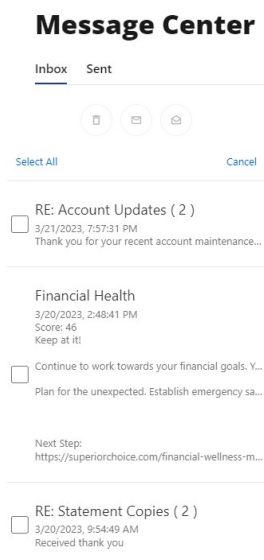 Message Center
Inbox Sent
Select All Cancel
RE: Account Updates ( 2 )
3/21/2023, 7:57:31 PM
Thank you for your recent account maintenance...
Financial Health
3/20/2023, 2:48:41 PM
Score: 46
Keep at it!
Continue to work towards your financial goals. Y...
Plan for the unexpected. Establish emergency sa...
Next Step:
https://superiorchoice.com/financial-wellness-m...
RE: Statement Copies ( 2 )
3/20/2023, 9:54:49 AM
Received thank you